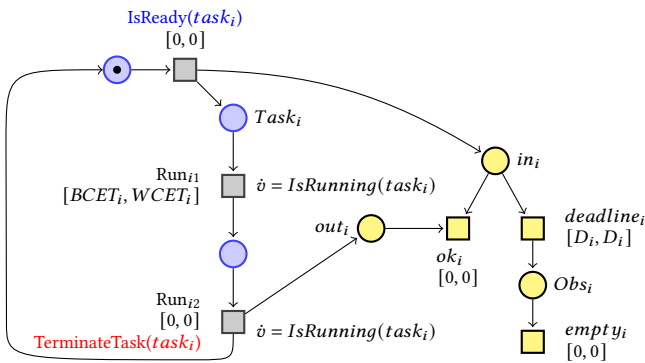 IsReady(task_i)
[0, 0]
Task_i
in_i
Run_i1
[BCET_i, WCET_i]
v̇ = IsRunning(task_i)
out_i
ok_i
[0, 0]
deadline_i
[D_i, D_i]
Obs_i
Run_i2
[0, 0]
v̇ = IsRunning(task_i)
TerminateTask(task_i)
empty_i
[0, 0]